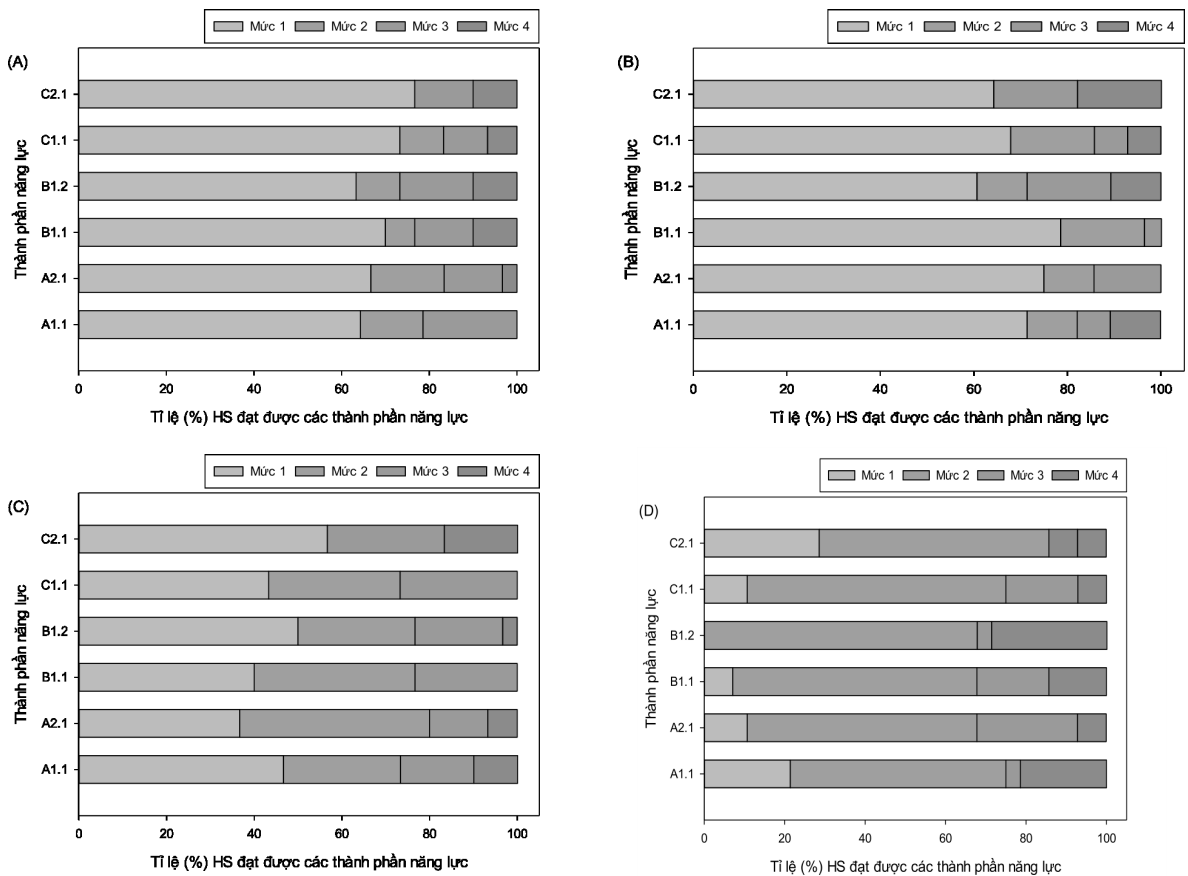 Mức 1 Mức 2 Mức 3 Mức 4
(A)
Thành phần năng lực
C2.1
C1.1
B1.2
B1.1
A2.1
A1.1
0 20 40 60 80 100
Tỉ lệ (%) HS đạt được các thành phần năng lực
Mức 1 Mức 2 Mức 3 Mức 4
(B)
Thành phần năng lực
C2.1
C1.1
B1.2
B1.1
A2.1
A1.1
0 20 40 60 80 100
Tỉ lệ (%) HS đạt được các thành phần năng lực
Mức 1 Mức 2 Mức 3 Mức 4
(C)
Thành phần năng lực
C2.1
C1.1
B1.2
B1.1
A2.1
A1.1
0 20 40 60 80 100
Tỉ lệ (%) HS đạt được các thành phần năng lực
Mức 1 Mức 2 Mức 3 Mức 4
(D)
Thành phần năng lực
C2.1
C1.1
B1.2
B1.1
A2.1
A1.1
0 20 40 60 80 100
Tỉ lệ (%) HS đạt được các thành phần năng lực